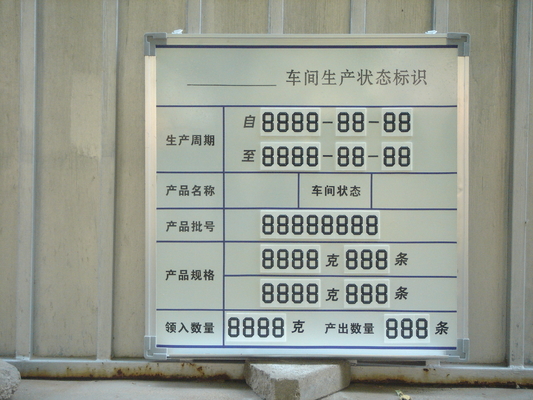 __________ 车间生产状态标识
生产周期 自 8888-88-88
至 8888-88-88
产品名称 车间状态
产品批号 88888888
产品规格 8888 克 888 条
8888 克 888 条
领入数量 8888 克 产出数量 888 条